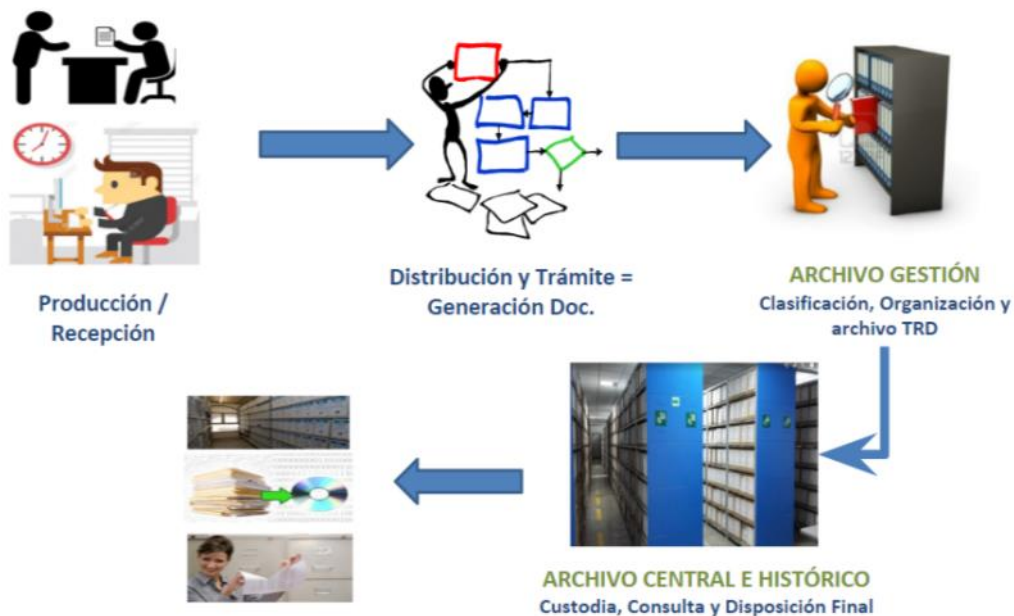 Producción /
Recepción
Distribución y Trámite =
Generación Doc.
ARCHIVO GESTIÓN
Clasificación, Organización y
archivo TRD
ARCHIVO CENTRAL E HISTÓRICO
Custodia, Consulta y Disposición Final